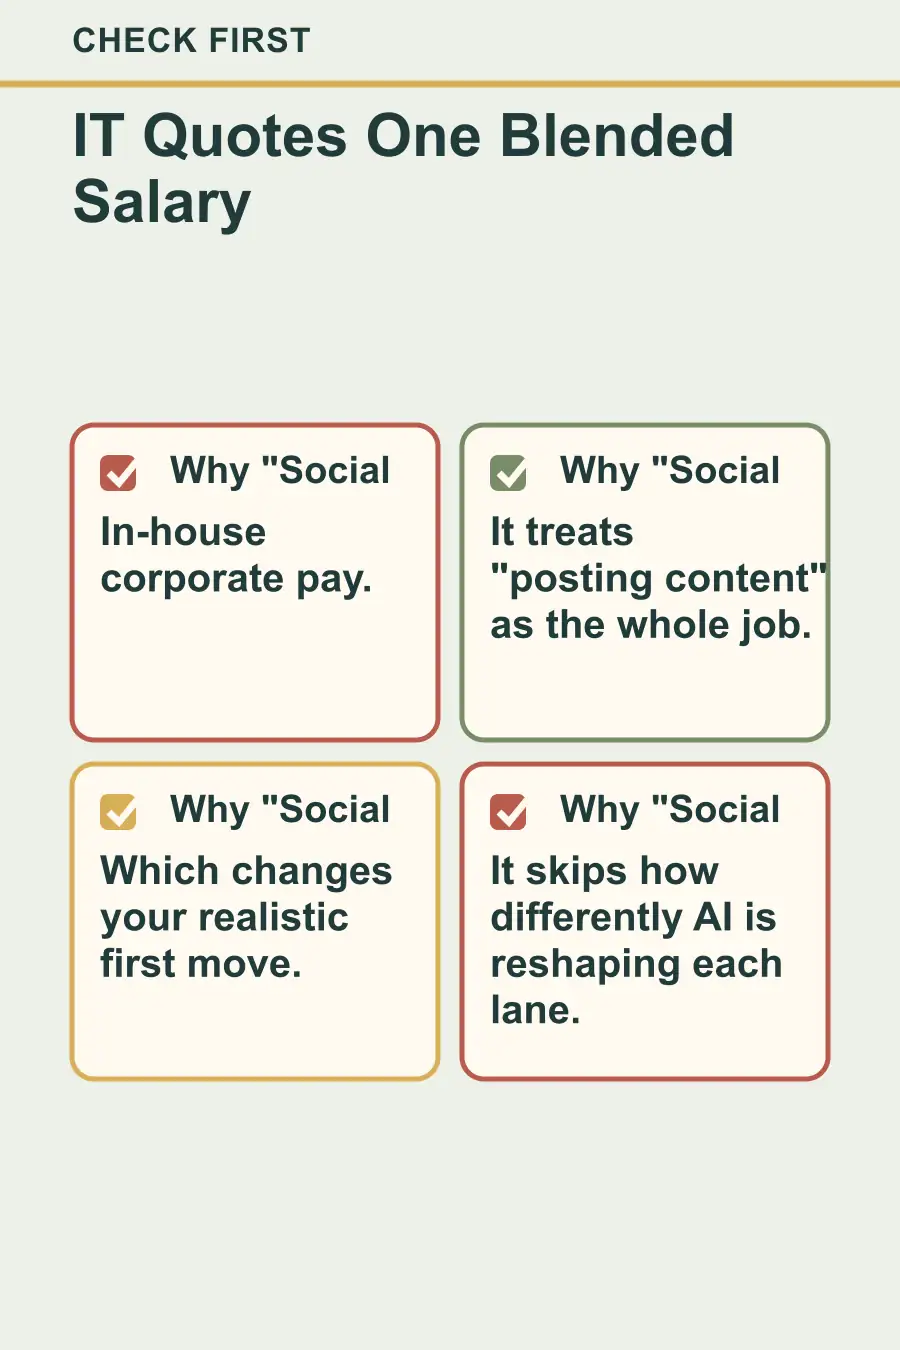 CHECK FIRST
IT Quotes One Blended
Salary
Why "Social
In-house
corporate pay.
Why "Social
It treats
"posting content"
as the whole job.
Why "Social
Which changes
your realistic
first move.
Why "Social
It skips how
differently AI is
reshaping each
lane.